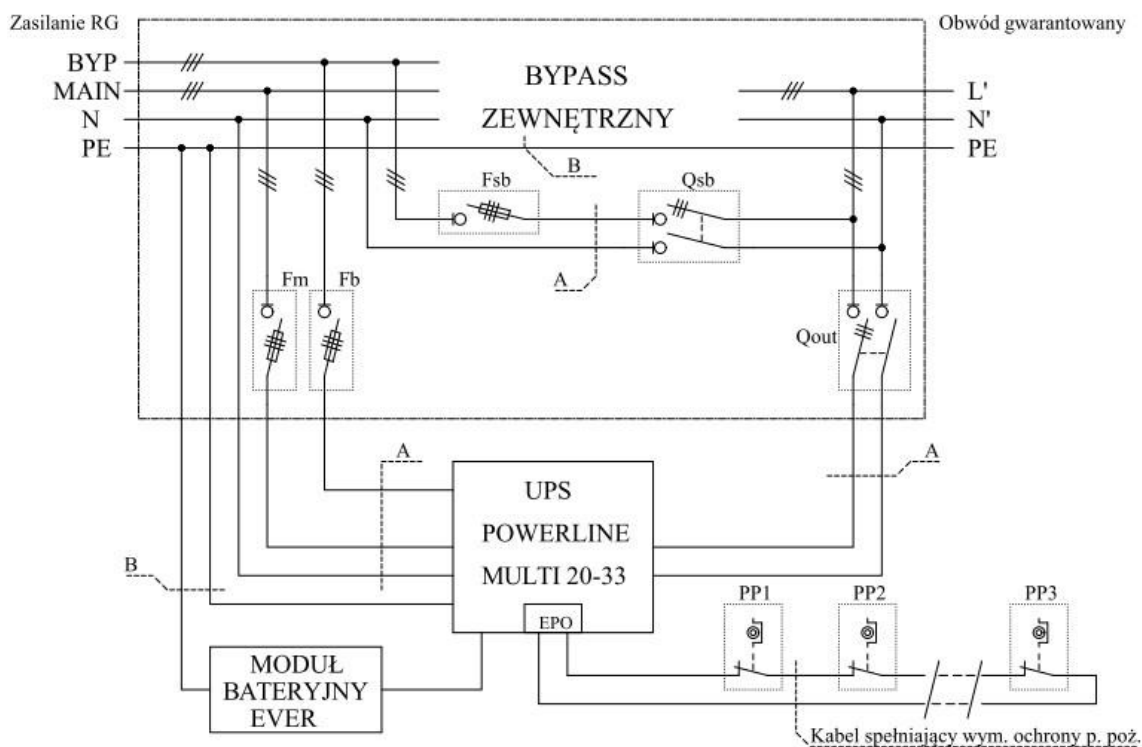 Zasilanie RG
Obwód gwarantowany
BYP
MAIN
N
PE
BYPASS
ZEWNĘTRZNY
L'
N'
PE
B
Fsb
Qsb
A
Fm
Fb
Qout
A
A
UPS
POWERLINE
MULTI 20-33
EPO
B
PP1
PP2
PP3
MODUŁ
BATERYJNY
EVER
Kabel spełniający wym. ochrony p. poż.